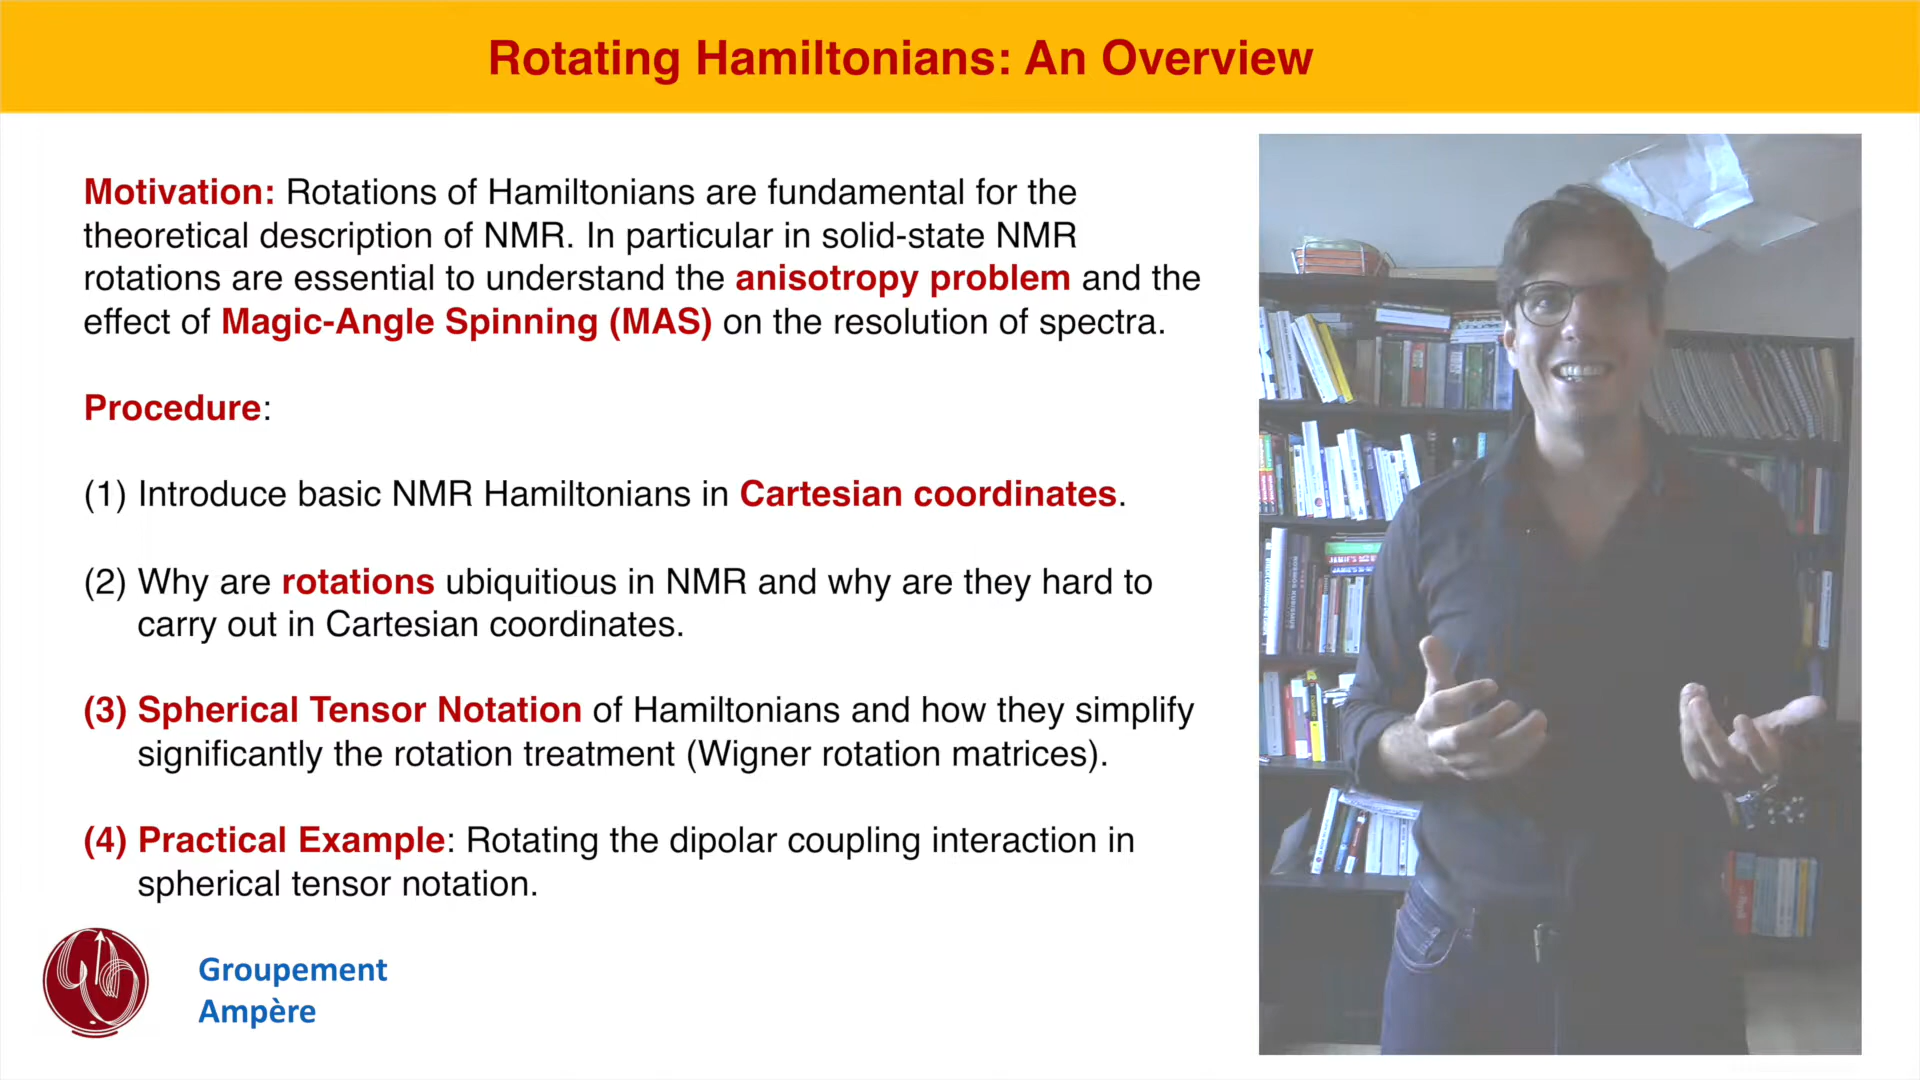 Rotating Hamiltonians: An Overview
Motivation: Rotations of Hamiltonians are fundamental for the
theoretical description of NMR. In particular in solid-state NMR
rotations are essential to understand the anisotropy problem and the
effect of Magic-Angle Spinning (MAS) on the resolution of spectra.
Procedure:
(1) Introduce basic NMR Hamiltonians in Cartesian coordinates.
(2) Why are rotations ubiquitious in NMR and why are they hard to
carry out in Cartesian coordinates.
(3) Spherical Tensor Notation of Hamiltonians and how they simplify
significantly the rotation treatment (Wigner rotation matrices).
(4) Practical Example: Rotating the dipolar coupling interaction in
spherical tensor notation.
Groupement
Ampère